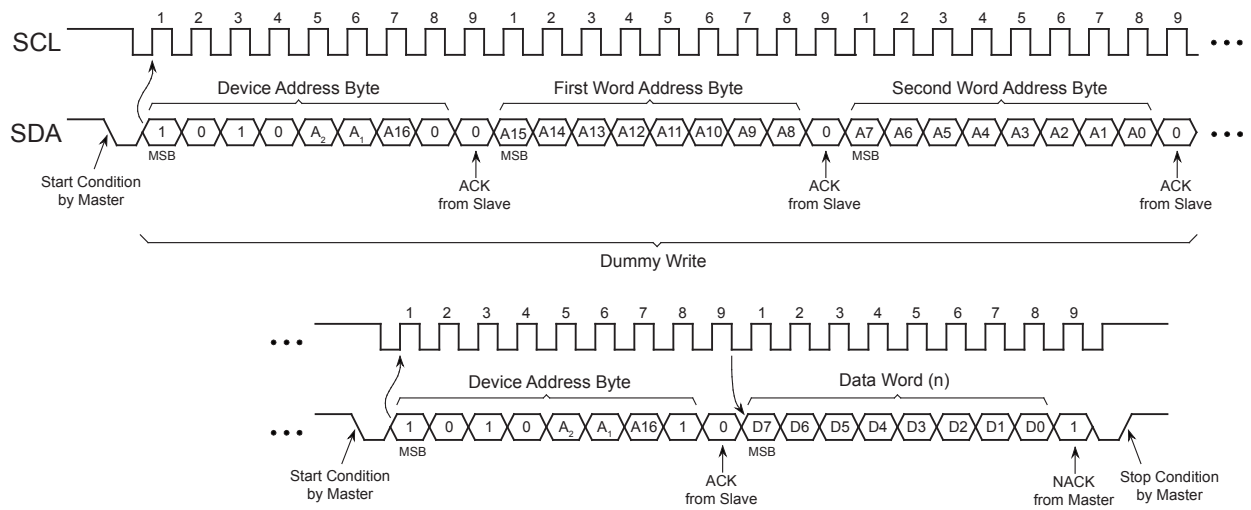 1 2 3 4 5 6 7 8 9 1 2 3 4 5 6 7 8 9 1 2 3 4 5 6 7 8 9
SCL
Device Address Byte First Word Address Byte Second Word Address Byte
SDA 1 0 1 0 A2 A1 A16 0 0 A15 A14 A13 A12 A11 A10 A9 A8 0 A7 A6 A5 A4 A3 A2 A1 A0 0
MSB MSB MSB
Start Condition
by Master
ACK
from Slave
ACK
from Slave
ACK
from Slave
Dummy Write
1 2 3 4 5 6 7 8 9 1 2 3 4 5 6 7 8 9
Device Address Byte Data Word (n)
1 0 1 0 A2 A1 A16 1 0 D7 D6 D5 D4 D3 D2 D1 D0 1
MSB MSB
Start Condition
by Master
ACK
from Slave
NACK
from Master
Stop Condition
by Master